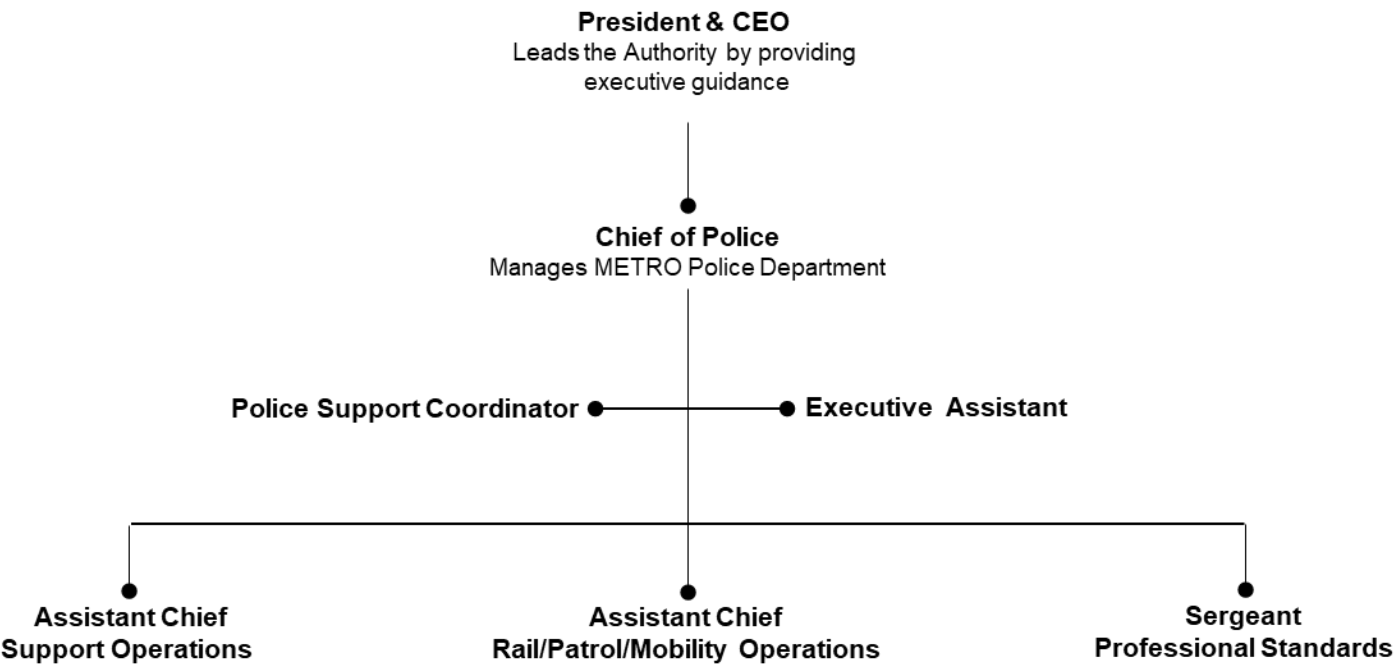 President & CEO
Leads the Authority by providing
executive guidance
Chief of Police
Manages METRO Police Department
Police Support Coordinator
Executive Assistant
Assistant Chief
Support Operations
Assistant Chief
Rail/Patrol/Mobility Operations
Sergeant
Professional Standards